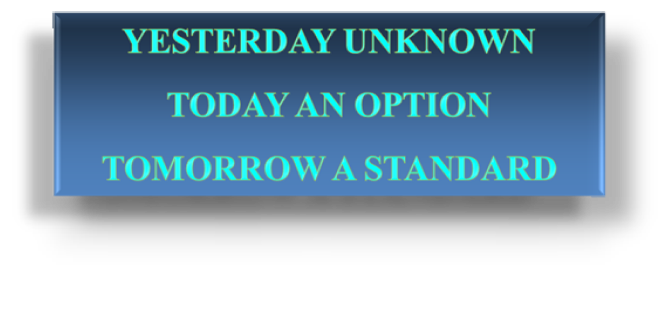 YESTERDAY UNKNOWN
TODAY AN OPTION
TOMORROW A STANDARD